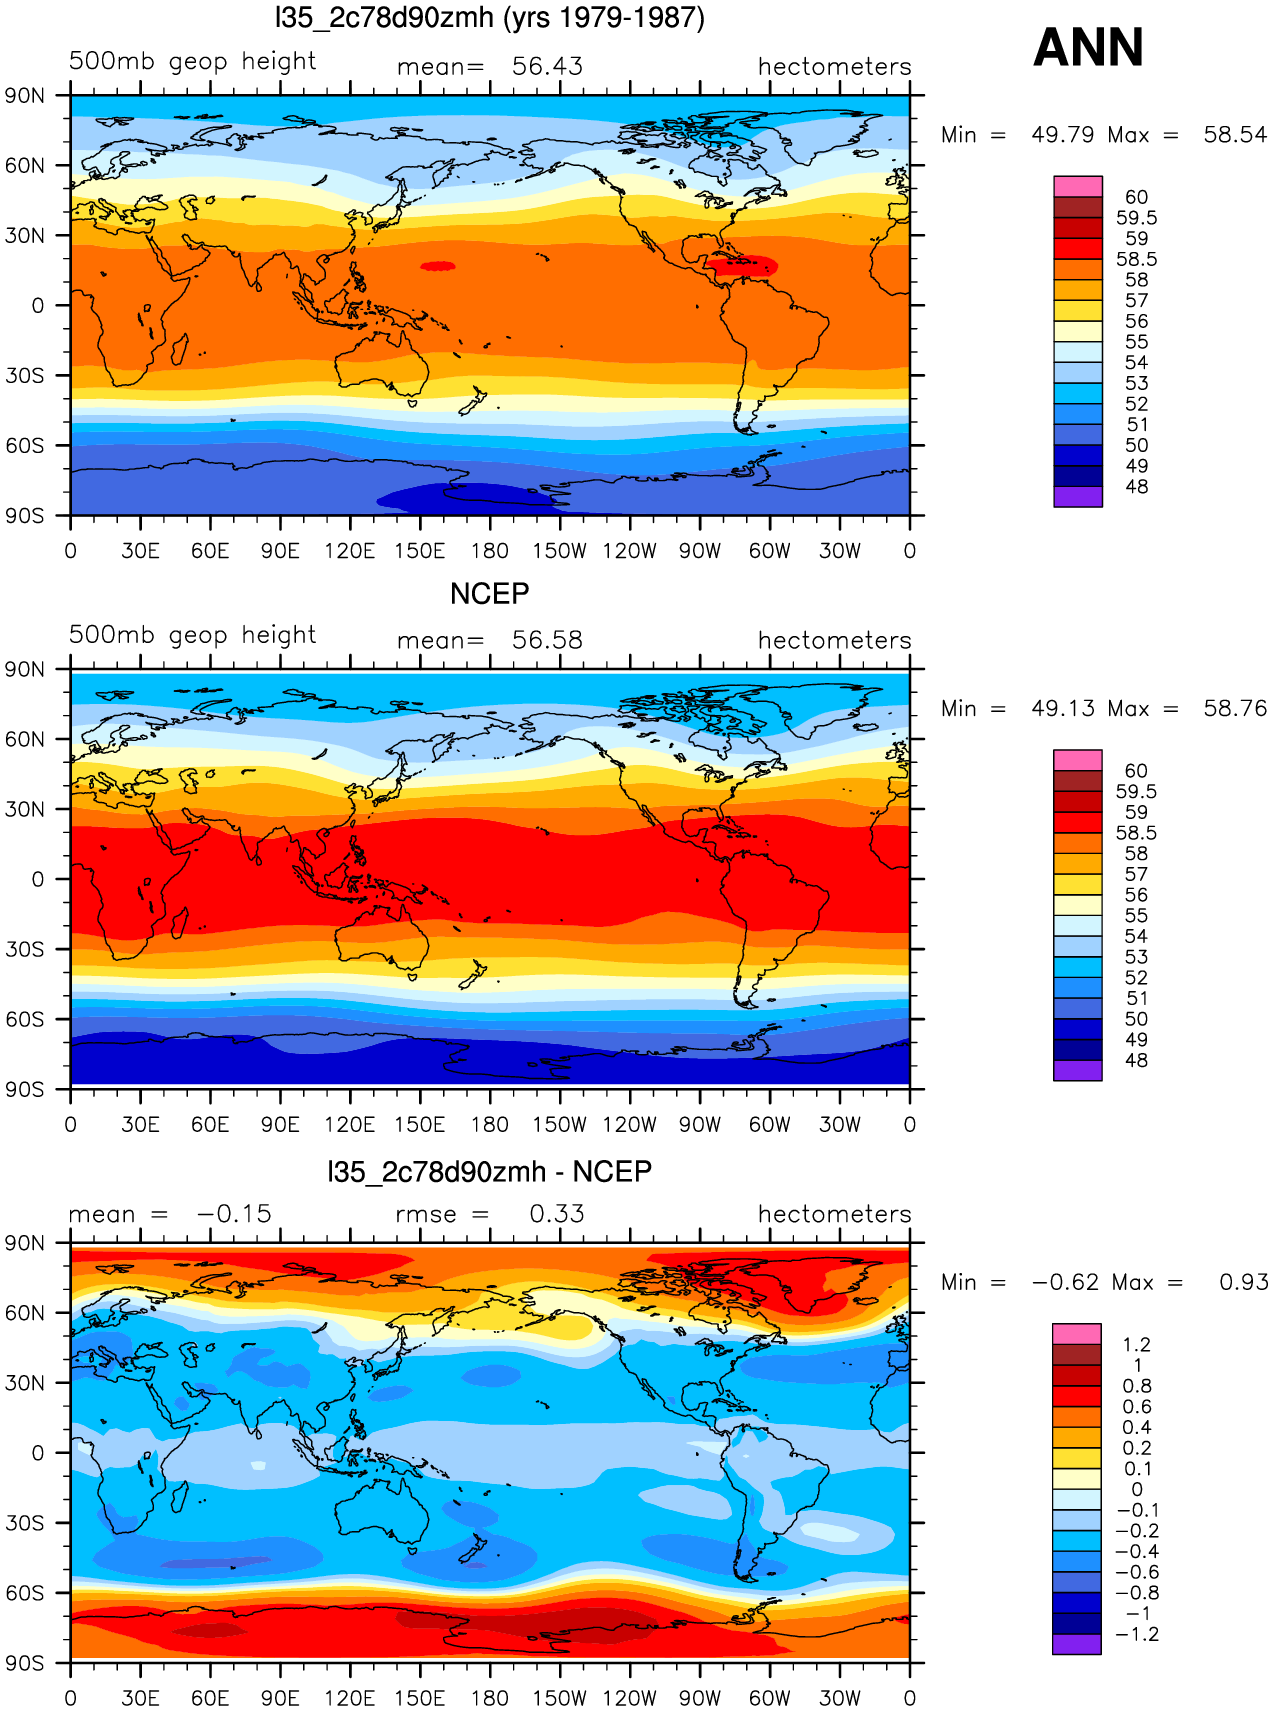 l35_2c78d90zmh (yrs 1979-1987)
ANN
500mb geop height mean= 56.43 hectometers
Min = 49.79 Max = 58.54
90N
60N
30N
0
30S
60S
90S
0 30E 60E 90E 120E 150E 180 150W 120W 90W 60W 30W 0
60
59.5
59
58.5
58
57
56
55
54
53
52
51
50
49
48
NCEP
500mb geop height mean= 56.58 hectometers
Min = 49.13 Max = 58.76
90N
60N
30N
0
30S
60S
90S
0 30E 60E 90E 120E 150E 180 150W 120W 90W 60W 30W 0
60
59.5
59
58.5
58
57
56
55
54
53
52
51
50
49
48
l35_2c78d90zmh - NCEP
mean = −0.15 rmse = 0.33 hectometers
Min = −0.62 Max = 0.93
90N
60N
30N
0
30S
60S
90S
0 30E 60E 90E 120E 150E 180 150W 120W 90W 60W 30W 0
1.2
1
0.8
0.6
0.4
0.2
0.1
0
−0.1
−0.2
−0.4
−0.6
−0.8
−1
−1.2